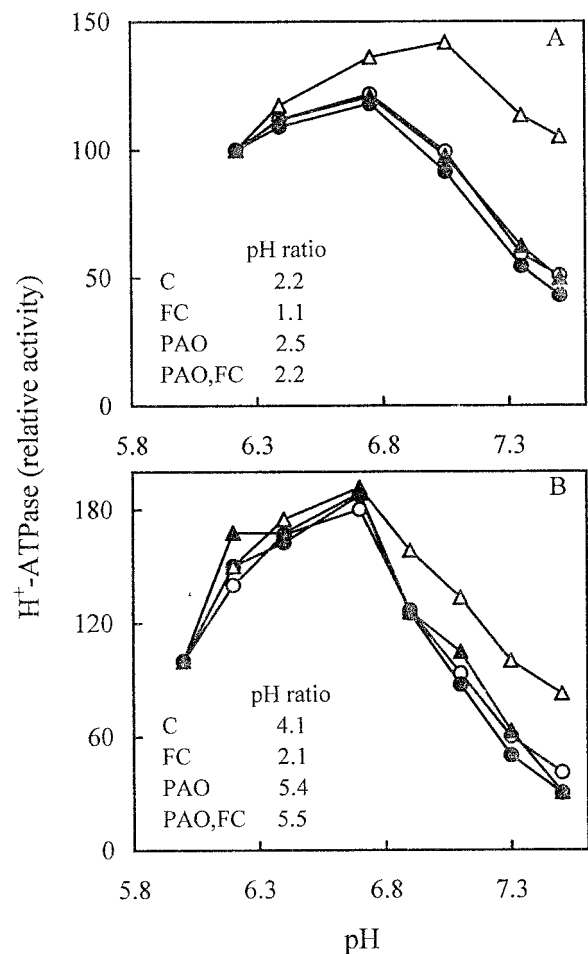 150
A
100
50
0
pH ratio
C 2.2
FC 1.1
PAO 2.5
PAO,FC 2.2
5.8 6.3 6.8 7.3
H⁺-ATPase (relative activity)
B
180
120
60
0
pH ratio
C 4.1
FC 2.1
PAO 5.4
PAO,FC 5.5
5.8 6.3 6.8 7.3
pH